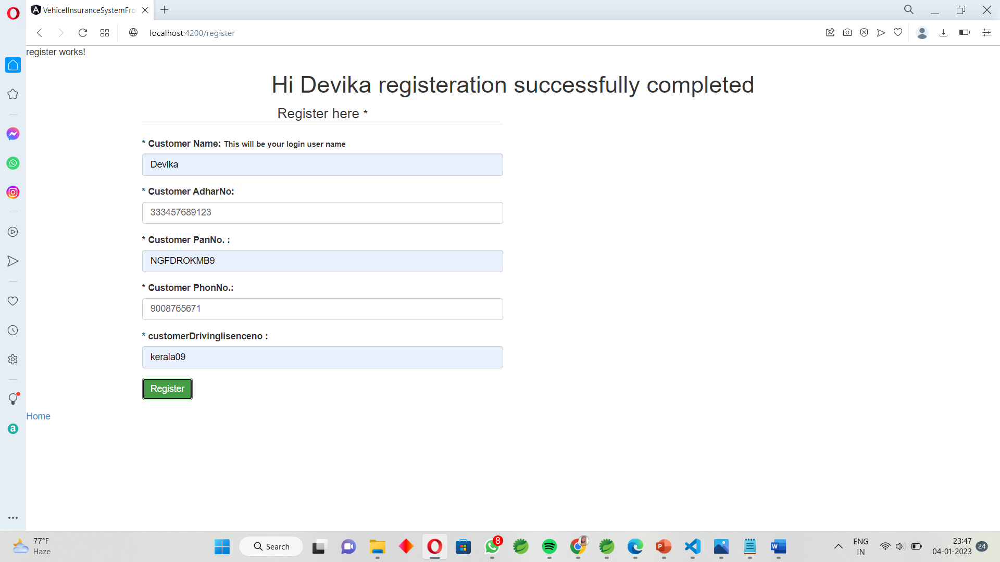 VehicelInsuranceSystemFro
localhost:4200/register
register works!
Hi Devika registeration successfully completed
Register here *
* Customer Name: This will be your login user name
Devika
* Customer AdharNo:
333457689123
* Customer PanNo. :
NGFDROKMB9
* Customer PhonNo.:
9008765671
* customerDrivinglisenceno :
kerala09
Register
Home
77°F
Haze
Search
8
ENG
IN
23:47
04-01-2023
24